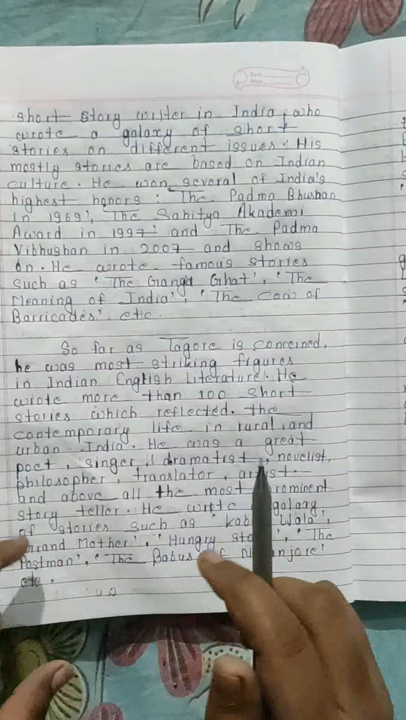 short story writer in India, who
wrote a galaxy of short
stories on different issues. His
mostly stories are based on Indian
culture. He won several of India's
highest honors: The Padma Bhushan
in 1969', The Sahitya Akademi
Award in 1997' and The Padma
Vibhushan in 2007 and shows
on. He wrote famous stories
such as 'The Ganga Ghat', 'The
Meaning of India', 'The Cow of
Barricades' etc.
So far as Tagore is concined,
he was most striking figures
in Indian English Literature. He
wrote more than 100 short
stories which reflected. the
contemporary life in rural and
urban India. He was a great
poet, singer, dramatist, novelist,
philosopher, translator,
and above all the most prominent
story teller. He write galaxy
of stories such as 'Kabuli Wala',
Mother', 'Hungry 'The
Postman', 'The Babus of
etc.